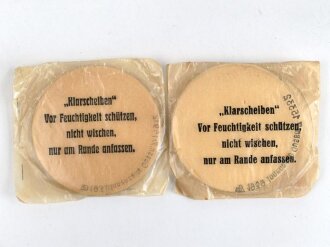 „Klarscheiben"
Vor Feuchtigkeit schützen,
nicht wischen,
nur am Rande anfassen.
„Klarscheiben"
Vor Feuchtigkeit schützen,
nicht wischen,
nur am Rande anfassen.